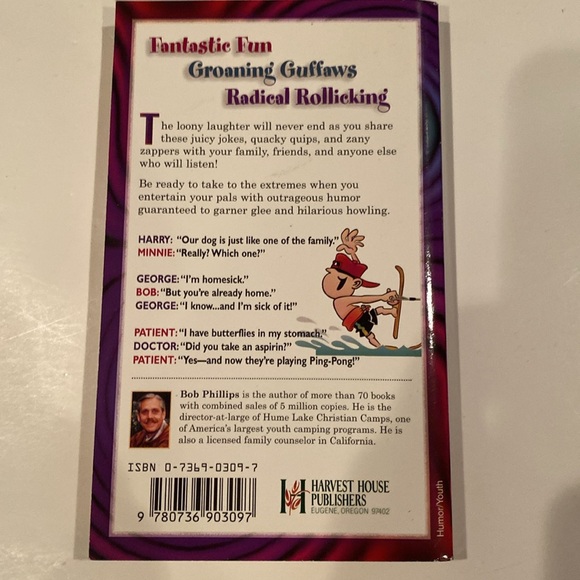 Fantastic Fun
Groaning Guffaws
Radical Rollicking
The loony laughter will never end as you share
these juicy jokes, quacky quips, and zany
zappers with your family, friends, and anyone else
who will listen!
Be ready to take to the extremes when you
entertain your pals with outrageous humor
guaranteed to garner glee and hilarious howling.
HARRY: “Our dog is just like one of the family.”
MINNIE: “Really? Which one?”
GEORGE: “I'm homesick.”
BOB: “But you're already home.”
GEORGE: “I know...and I'm sick of it!”
PATIENT: “I have butterflies in my stomach.”
DOCTOR: “Did you take an aspirin?”
PATIENT: “Yes—and now they're playing Ping-Pong!”
Bob Phillips is the author of more than 70 books
with combined sales of 5 million copies. He is the
director-at-large of Hume Lake Christian Camps, one
of America's largest youth camping programs. He is
also a licensed family counselor in California.
ISBN 0-7369-0309-7
9 780736 903097
H
HARVEST HOUSE
PUBLISHERS
EUGENE, OREGON 97402
Humor/Youth